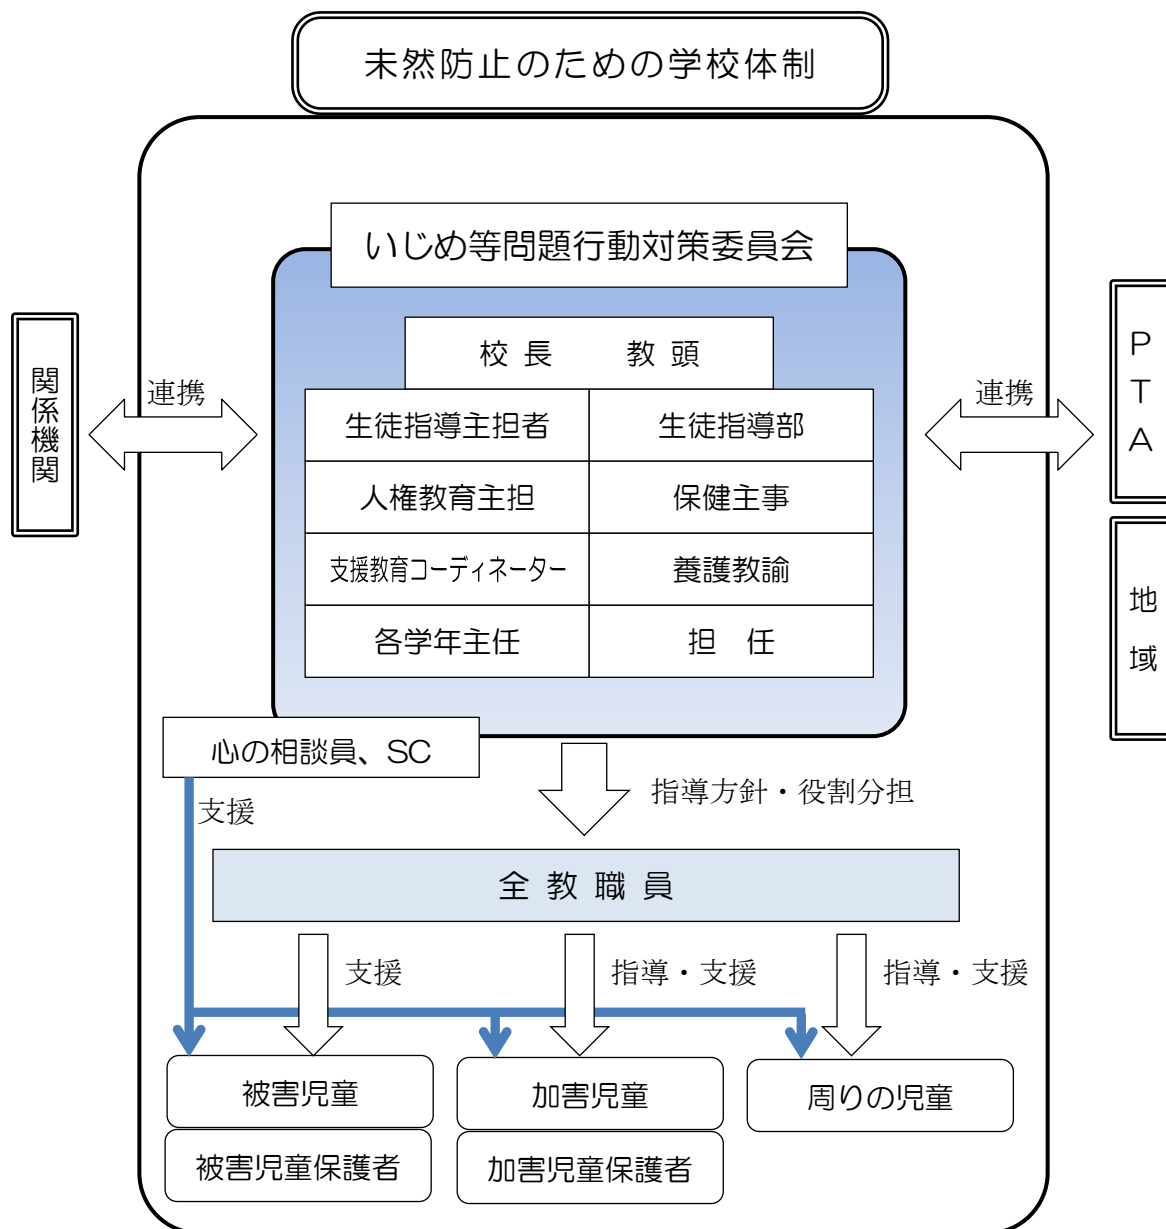 未然防止のための学校体制
いじめ等問題行動対策委員会
校長 教頭
生徒指導主担者 生徒指導部
人権教育主担 保健主事
支援教育コーディネーター 養護教諭
各学年主任 担 任
関係機関
連携
連携
PTA
地域
心の相談員、SC
支援
指導方針・役割分担
全教職員
支援
指導・支援
指導・支援
被害児童
加害児童
周りの児童
被害児童保護者
加害児童保護者